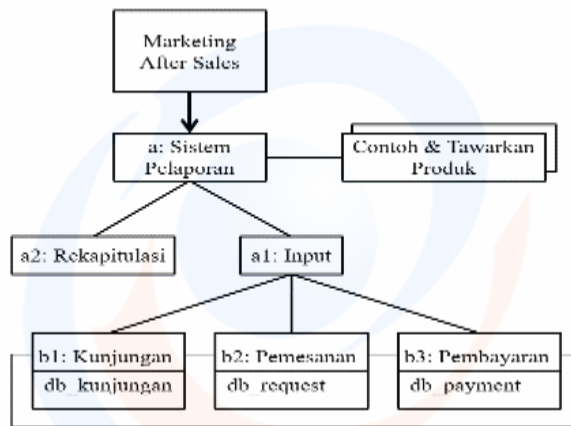 Marketing
After Sales
a: Sistem
Pelaporan
Contoh & Tawarkan
Produk
a2: Rekapitulasi
a1: Input
b1: Kunjungan
db_kunjungan
b2: Pemesanan
db_request
b3: Pembayaran
db_payment